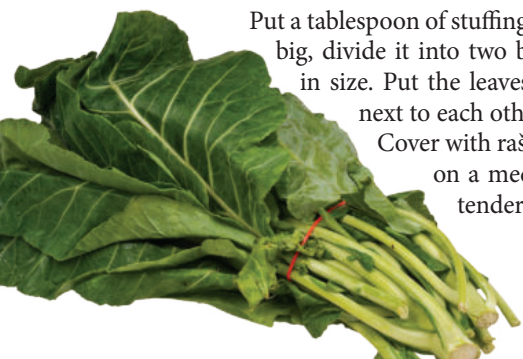 Put a tablespoon of stuffing
big, divide it into two b
in size. Put the leaves
next to each oth
Cover with raš
on a med
tender